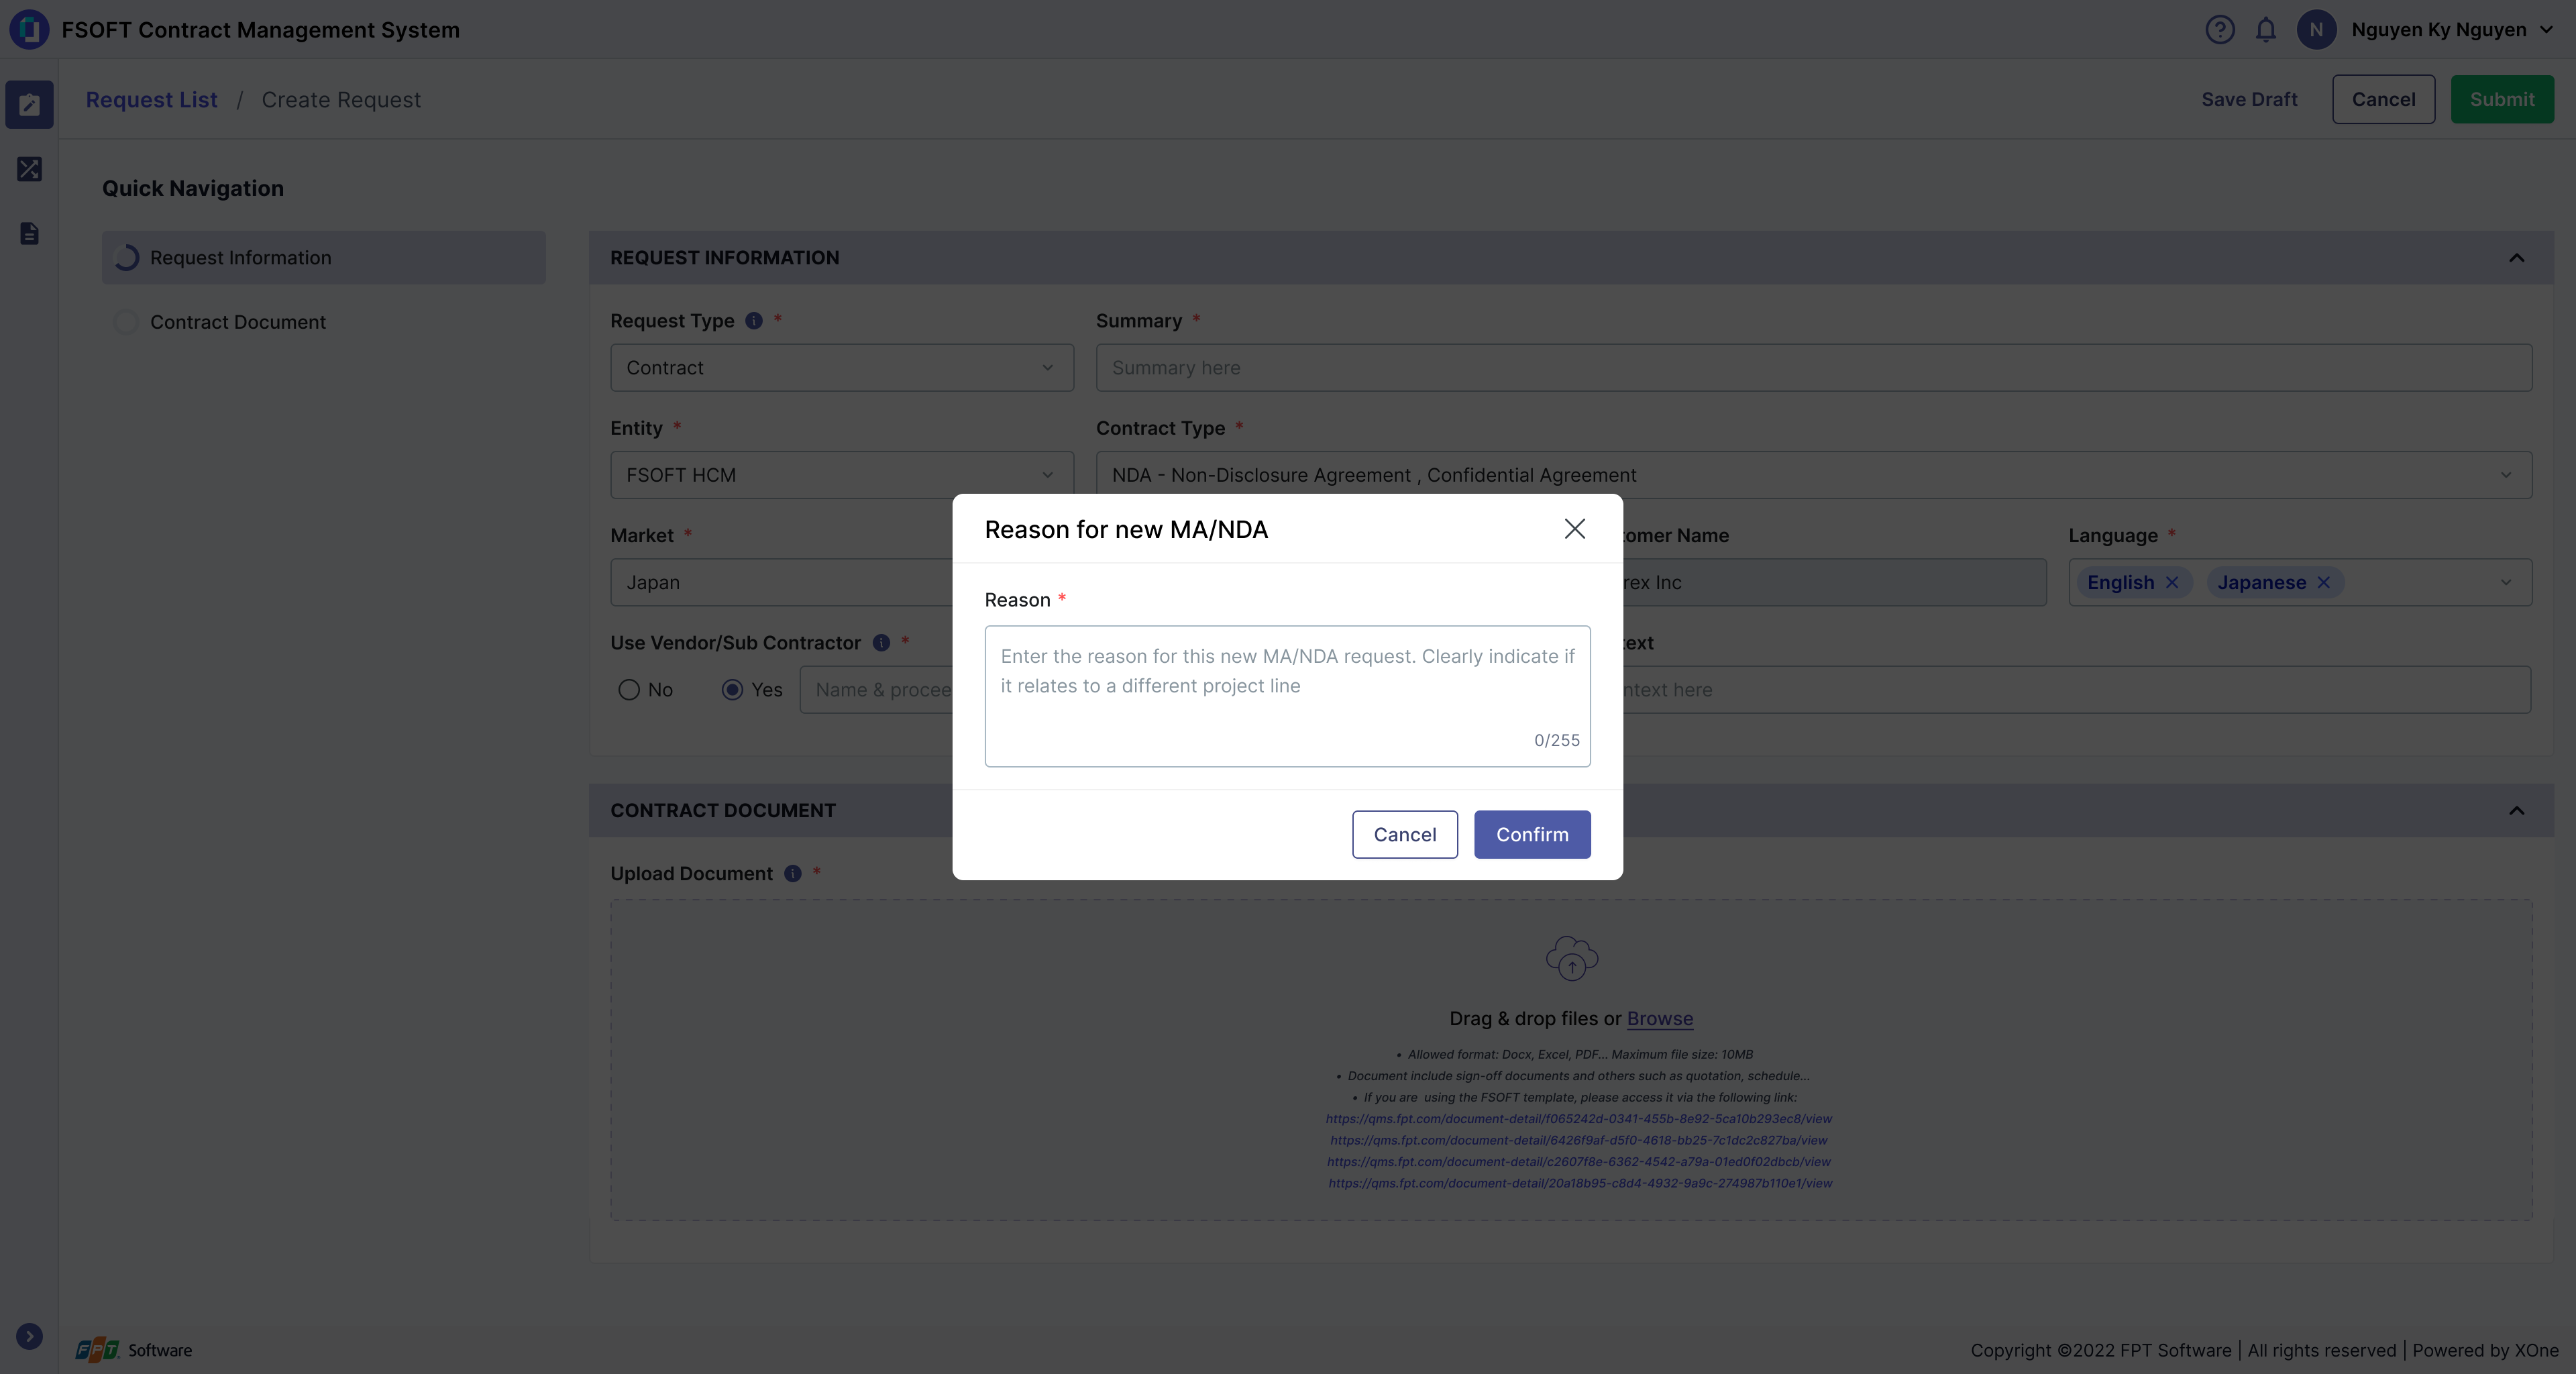 FSOFT Contract Management System
N Nguyen Ky Nguyen
Request List / Create Request
Save Draft Cancel Submit
Quick Navigation
Request Information
Contract Document
REQUEST INFORMATION
Request Type *
Summary *
Contract
Summary here
Entity *
Contract Type *
FSOFT HCM
NDA - Non-Disclosure Agreement , Confidential Agreement
Market *
omer Name
Language *
Japan
rex Inc
English
Japanese
Use Vendor/Sub Contractor *
ext
No
Yes
Name & procee
ntext here
Reason for new MA/NDA
Reason *
Enter the reason for this new MA/NDA request. Clearly indicate if
it relates to a different project line
0/255
Cancel Confirm
CONTRACT DOCUMENT
Upload Document *
Drag & drop files or Browse
• Allowed format: Docx, Excel, PDF... Maximum file size: 10MB
• Document include sign-off documents and others such as quotation, schedule...
• If you are using the FSOFT template, please access it via the following link:
https://qms.fpt.com/document-detail/f065242d-0341-455b-8e92-5ca10b293ec8/view
https://qms.fpt.com/document-detail/6426f9af-d5f0-4618-bb25-7c1dc2c827ba/view
https://qms.fpt.com/document-detail/c2607f8e-6362-4542-a79a-01ed0f02dbcb/view
https://qms.fpt.com/document-detail/20a18b95-c8d4-4932-9a9c-274987b110e1/view
FPT Software
Copyright ©2022 FPT Software | All rights reserved | Powered by XOne